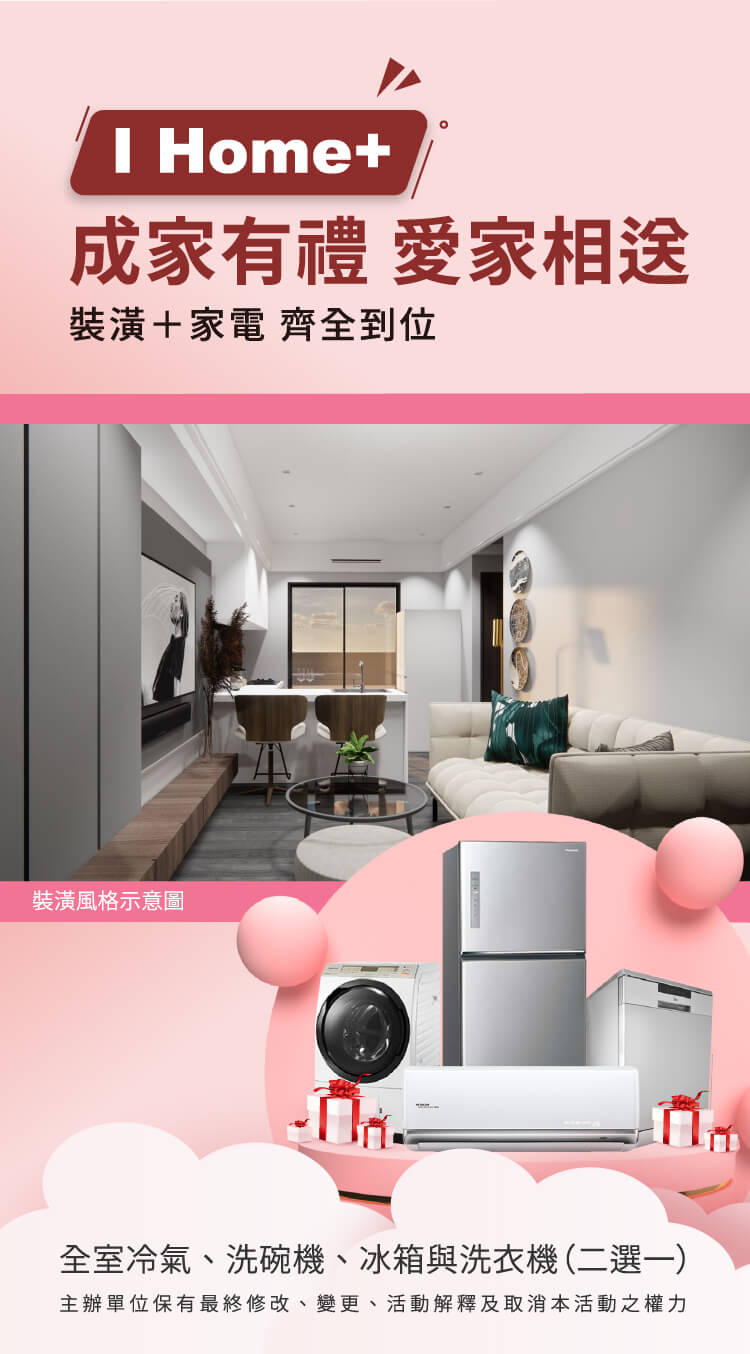 I Home+
成家有禮 愛家相送
裝潢＋家電 齊全到位
裝潢風格示意圖
全室冷氣、洗碗機、冰箱與洗衣機(二選一)
主辦單位保有最終修改、變更、活動解釋及取消本活動之權力